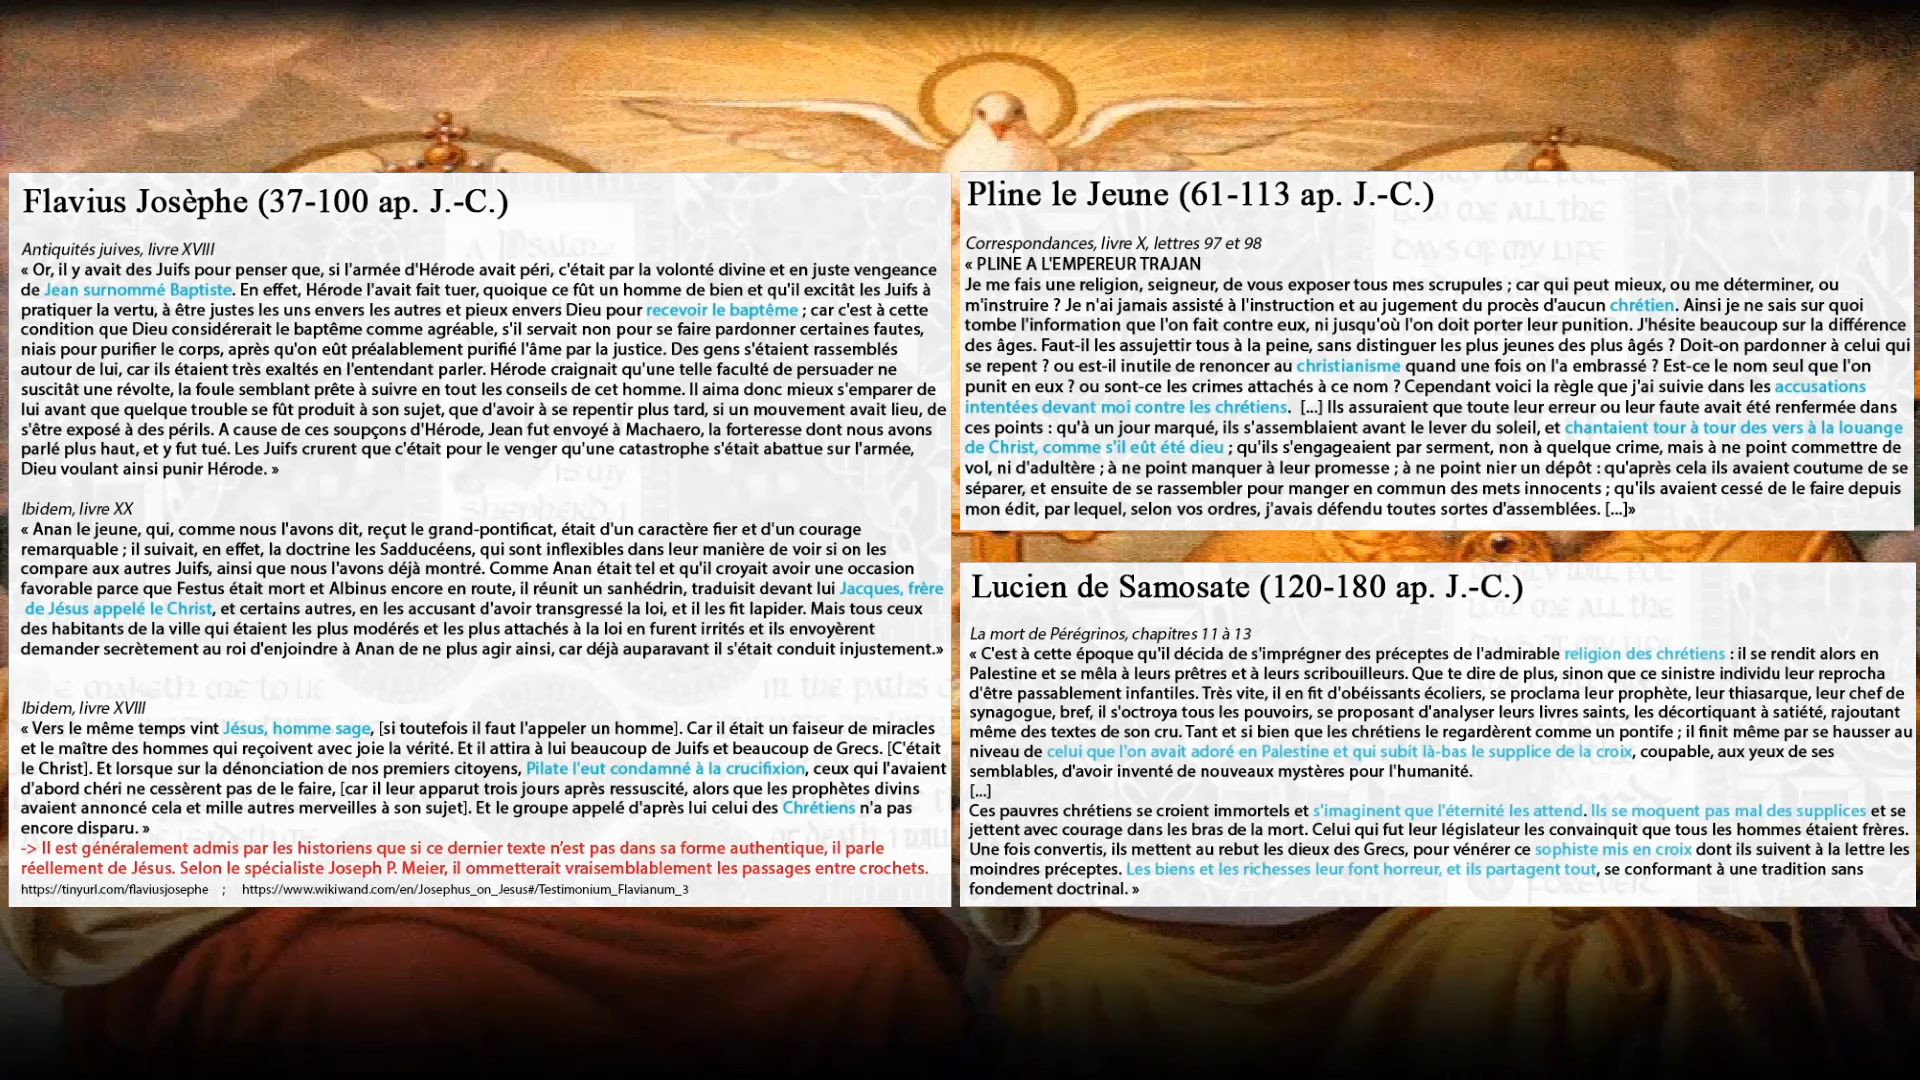 Flavius Josèphe (37-100 ap. J.-C.)
Antiquités juives, livre XVIII
« Or, il y avait des Juifs pour penser que, si l'armée d'Hérode avait péri, c'était par la volonté divine et en juste vengeance
de Jean surnommé Baptiste. En effet, Hérode l'avait fait tuer, quoique ce fût un homme de bien et qu'il excitât les Juifs à
pratiquer la vertu, à être justes les uns envers les autres et pieux envers Dieu pour recevoir le baptême ; car c'est à cette
condition que Dieu considérerait le baptême comme agréable, s'il servait non pour se faire pardonner certaines fautes,
niais pour purifier le corps, après qu'on eût préalablement purifié l'âme par la justice. Des gens s'étaient rassemblés
autour de lui, car ils étaient très exaltés en l'entendant parler. Hérode craignait qu'une telle faculté de persuader ne
suscitât une révolte, la foule semblant prête à suivre en tout les conseils de cet homme. Il aima donc mieux s'emparer de
lui avant que quelque trouble se fût produit à son sujet, que d'avoir à se repentir plus tard, si un mouvement avait lieu, de
s'être exposé à des périls. A cause de ces soupçons d'Hérode, Jean fut envoyé à Machaero, la forteresse dont nous avons
parlé plus haut, et y fut tué. Les Juifs crurent que c'était pour le venger qu'une catastrophe s'était abattue sur l'armée,
Dieu voulant ainsi punir Hérode. »
Ibidem, livre XX
« Anan le jeune, qui, comme nous l'avons dit, reçut le grand-pontificat, était d'un caractère fier et d'un courage
remarquable ; il suivait, en effet, la doctrine les Sadducéens, qui sont inflexibles dans leur manière de voir si on les
compare aux autres Juifs, ainsi que nous l'avons déjà montré. Comme Anan était tel et qu'il croyait avoir une occasion
favorable parce que Festus était mort et Albinus encore en route, il réunit un sanhédrin, traduisit devant lui Jacques, frère
de Jésus appelé le Christ, et certains autres, en les accusant d'avoir transgressé la loi, et il les fit lapider. Mais tous ceux
des habitants de la ville qui étaient les plus modérés et les plus attachés à la loi en furent irrités et ils envoyèrent
demander secrètement au roi d'enjoindre à Anan de ne plus agir ainsi, car déjà auparavant il s'était conduit injustement.»
Ibidem, livre XVIII
« Vers le même temps vint Jésus, homme sage, [si toutefois il faut l'appeler un homme]. Car il était un faiseur de miracles
et le maître des hommes qui reçoivent avec joie la vérité. Et il attira à lui beaucoup de Juifs et beaucoup de Grecs. [C'était
le Christ]. Et lorsque sur la dénonciation de nos premiers citoyens, Pilate l'eut condamné à la crucifixion, ceux qui l'avaient
d'abord chéri ne cessèrent pas de le faire, [car il leur apparut trois jours après ressuscité, alors que les prophètes divins
avaient annoncé cela et mille autres merveilles à son sujet]. Et le groupe appelé d'après lui celui des Chrétiens n'a pas
encore disparu. »
-> Il est généralement admis par les historiens que si ce dernier texte n'est pas dans sa forme authentique, il parle
réellement de Jésus. Selon le spécialiste Joseph P. Meier, il ommetterait vraisemblablement les passages entre crochets.
https://tinyurl.com/flaviusjosephe ; https://www.wikiwand.com/en/Josephus_on_Jesus#/Testimonium_Flavianum_3
Pline le Jeune (61-113 ap. J.-C.)
Correspondances, livre X, lettres 97 et 98
« PLINE A L'EMPEREUR TRAJAN
Je me fais une religion, seigneur, de vous exposer tous mes scrupules ; car qui peut mieux, ou me déterminer, ou
m'instruire ? Je n'ai jamais assisté à l'instruction et au jugement du procès d'aucun chrétien. Ainsi je ne sais sur quoi
tombe l'information que l'on fait contre eux, ni jusqu'où l'on doit porter leur punition. J'hésite beaucoup sur la différence
des âges. Faut-il les assujettir tous à la peine, sans distinguer les plus jeunes des plus âgés ? Doit-on pardonner à celui qui
se repent ? ou est-il inutile de renoncer au christianisme quand une fois on l'a embrassé ? Est-ce le nom seul que l'on
punit en eux ? ou sont-ce les crimes attachés à ce nom ? Cependant voici la règle que j'ai suivie dans les accusations
intentées devant moi contre les chrétiens. [...] Ils assuraient que toute leur erreur ou leur faute avait été renfermée dans
ces points : qu'à un jour marqué, ils s'assemblaient avant le lever du soleil, et chantaient tour à tour des vers à la louange
de Christ, comme s'il eût été dieu ; qu'ils s'engageaient par serment, non à quelque crime, mais à ne point commettre de
vol, ni d'adultère ; à ne point manquer à leur promesse ; à ne point nier un dépôt : qu'après cela ils avaient coutume de se
séparer, et ensuite de se rassembler pour manger en commun des mets innocents ; qu'ils avaient cessé de le faire depuis
mon édit, par lequel, selon vos ordres, j'avais défendu toutes sortes d'assemblées. [...]»
Lucien de Samosate (120-180 ap. J.-C.)
La mort de Pérégrinos, chapitres 11 à 13
« C'est à cette époque qu'il décida de s'imprégner des préceptes de l'admirable religion des chrétiens : il se rendit alors en
Palestine et se mêla à leurs prêtres et à leurs scribouilleurs. Que te dire de plus, sinon que ce sinistre individu leur reprocha
d'être passablement infantiles. Très vite, il en fit d'obéissants écoliers, se proclama leur prophète, leur thiasarque, leur chef de
synagogue, bref, il s'octroya tous les pouvoirs, se proposant d'analyser leurs livres saints, les décortiquant à satiété, rajoutant
même des textes de son cru. Tant et si bien que les chrétiens le regardèrent comme un pontife ; il finit même par se hausser au
niveau de celui que l'on avait adoré en Palestine et qui subit là-bas le supplice de la croix, coupable, aux yeux de ses
semblables, d'avoir inventé de nouveaux mystères pour l'humanité.
[...]
Ces pauvres chrétiens se croient immortels et s'imaginent que l'éternité les attend. Ils se moquent pas mal des supplices et se
jettent avec courage dans les bras de la mort. Celui qui fut leur législateur les convainquit que tous les hommes étaient frères.
Une fois convertis, ils mettent au rebut les dieux des Grecs, pour vénérer ce sophiste mis en croix dont ils suivent à la lettre les
moindres préceptes. Les biens et les richesses leur font horreur, et ils partagent tout, se conformant à une tradition sans
fondement doctrinal. »